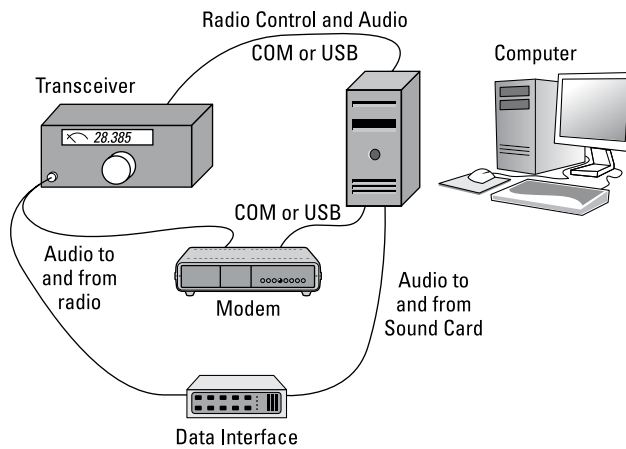 Radio Control and Audio
COM or USB
Computer
Transceiver
28.385
COM or USB
Audio to
and from
radio
Modem
Audio to
and from
Sound Card
Data Interface